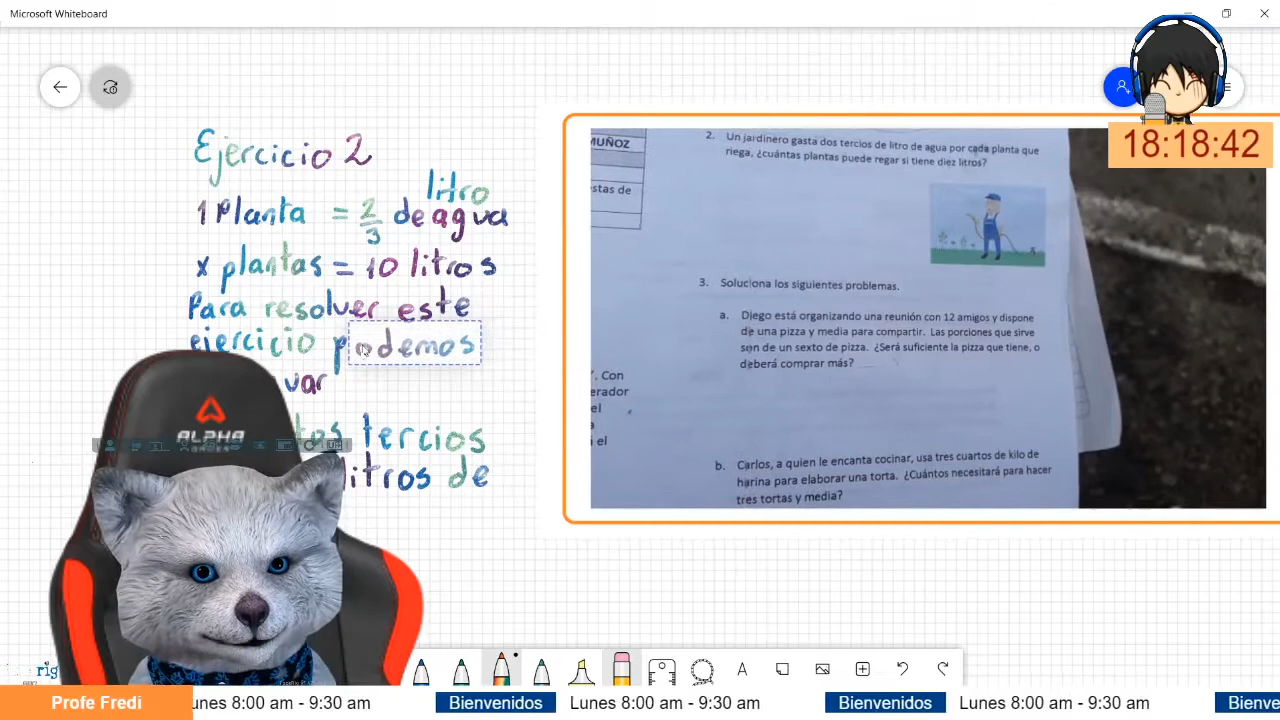 Microsoft Whiteboard
18:18:42
Ejercicio 2
litro
1 Planta = 2/3 de agua
x plantas = 10 litros
Para resolver este
ejercicio podemos
var
tos tercios
litros de
MUÑOZ
stas de
2. Un jardinero gasta dos tercios de litro de agua por cada planta que
riega, ¿cuántas plantas puede regar si tiene diez litros?
3. Soluciona los siguientes problemas.
a. Diego está organizando una reunión con 12 amigos y dispone
de una pizza y media para compartir. Las porciones que sirve
son de un sexto de pizza. ¿Será suficiente la pizza que tiene, o
deberá comprar más?
. Con
erador
el
a
i el
b. Carlos, a quien le encanta cocinar, usa tres cuartos de kilo de
harina para elaborar una torta. ¿Cuántos necesitará para hacer
tres tortas y media?
ALPHA
rig
Profe Fredi
unes 8:00 am - 9:30 am Bienvenidos Lunes 8:00 am - 9:30 am Bienvenidos Lunes 8:00 am - 9:30 am Bienve